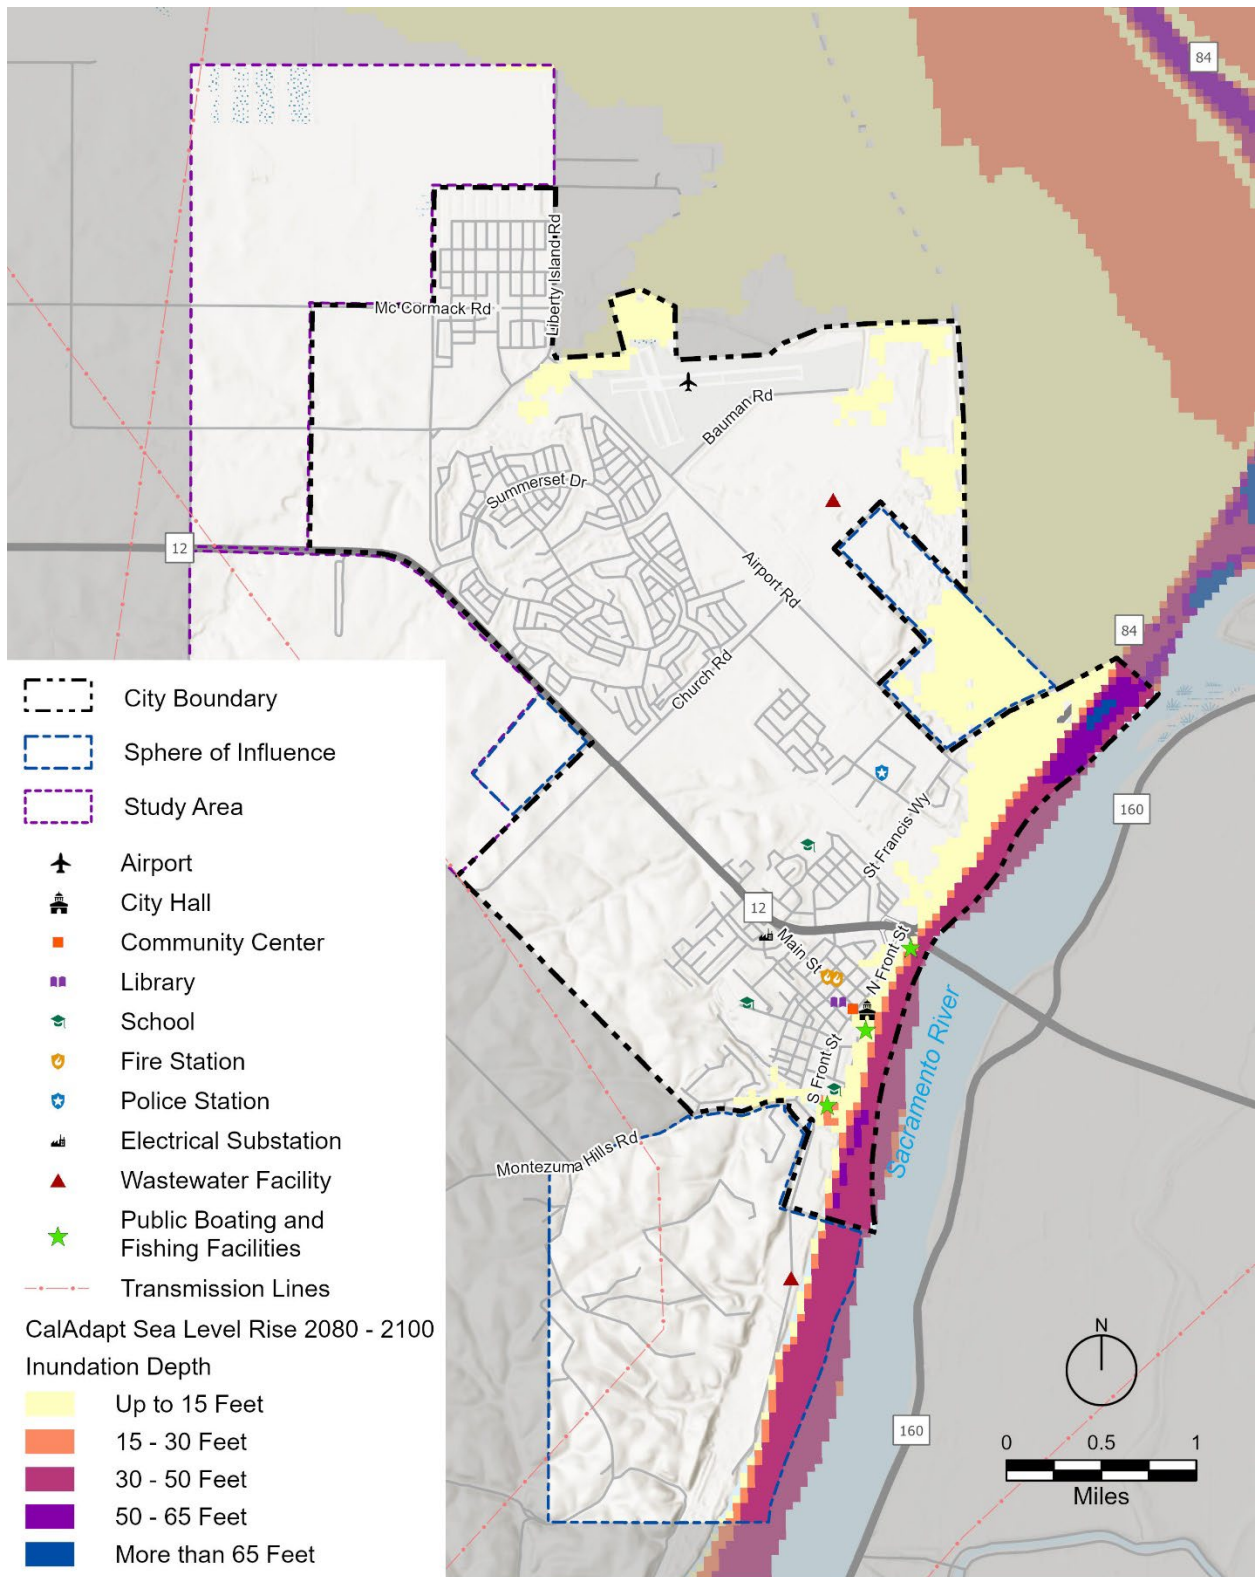 84
Liberty Island Rd
Mc Cormack Rd
Bauman Rd
Summerset Dr
12
Airport Rd
84
Church Rd
160
St Francis Wy
12
Main St
N Front St
Sacramento River
S Front St
Montezuma Hills Rd
160
City Boundary
Sphere of Influence
Study Area
Airport
City Hall
Community Center
Library
School
Fire Station
Police Station
Electrical Substation
Wastewater Facility
Public Boating and
Fishing Facilities
Transmission Lines
CalAdapt Sea Level Rise 2080 - 2100
Inundation Depth
Up to 15 Feet
15 - 30 Feet
30 - 50 Feet
50 - 65 Feet
More than 65 Feet
N
0 0.5 1
Miles